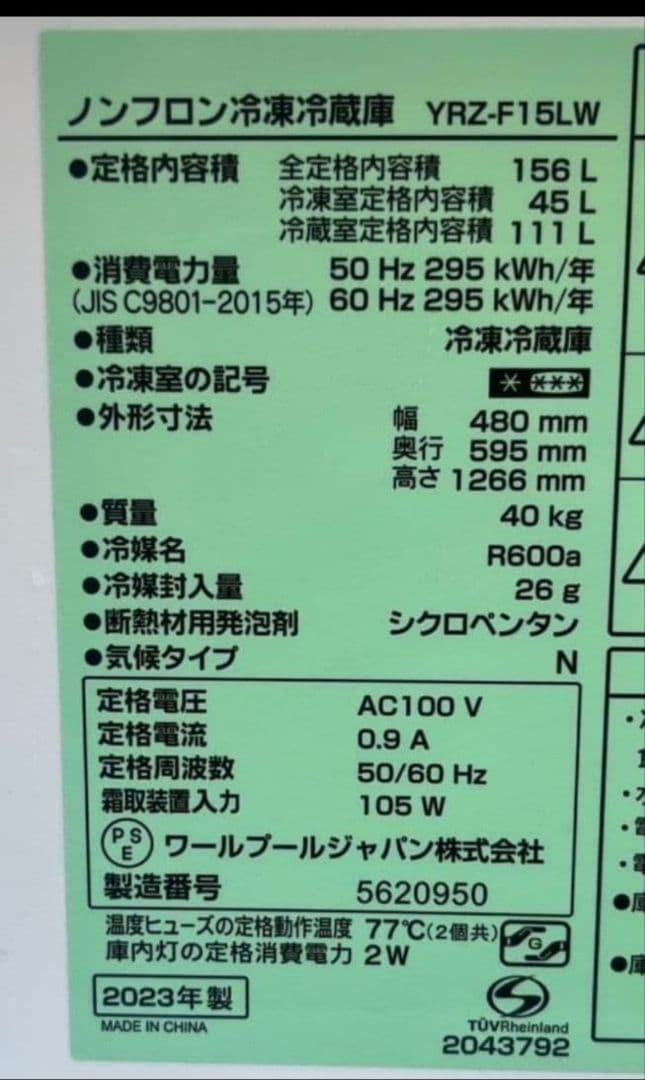 ノンフロン冷凍冷蔵庫 YRZ-F15LW
●定格内容積 全定格内容積 156 L
冷凍室定格内容積 45 L
冷蔵室定格内容積 111 L
●消費電力量 50 Hz 295 kWh/年
(JIS C9801-2015年) 60 Hz 295 kWh/年
●種類 冷凍冷蔵庫
●冷凍室の記号
●外形寸法 幅 480 mm
奥行 595 mm
高さ 1266 mm
●質量 40 kg
●冷媒名 R600a
●冷媒封入量 26 g
●断熱材用発泡剤 シクロペンタン
●気候タイプ N
定格電圧 AC100 V
定格電流 0.9 A
定格周波数 50/60 Hz
霜取装置入力 105 W
PSE ワールプールジャパン株式会社
製造番号 5620950
温度ヒューズの定格動作温度 77℃(2個共)
G
庫内灯の定格消費電力 2W
2023年製
MADE IN CHINA
TÜVRheinland
2043792